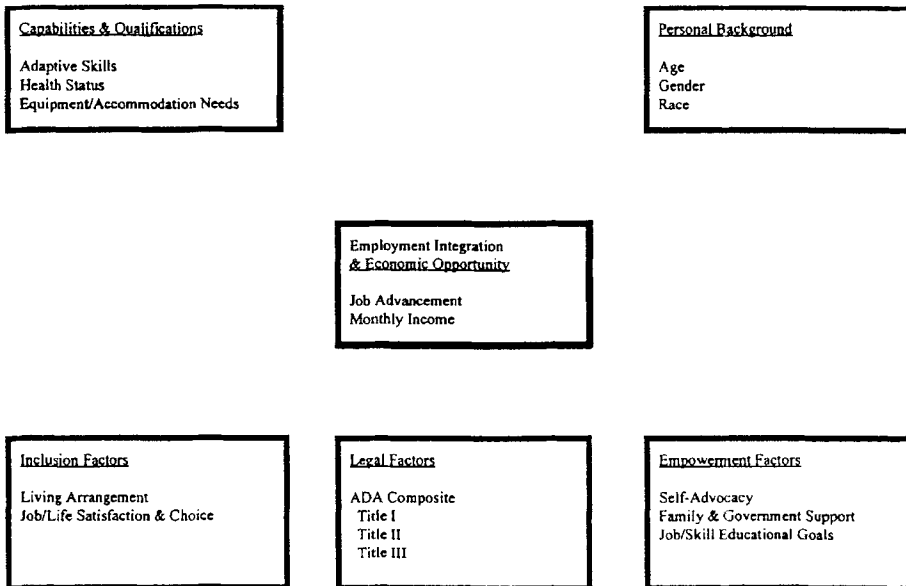 Capabilities & Qualifications
Adaptive Skills
Health Status
Equipment/Accommodation Needs
Personal Background
Age
Gender
Race
Employment Integration
& Economic Opportunity
Job Advancement
Monthly Income
Inclusion Factors
Living Arrangement
Job/Life Satisfaction & Choice
Legal Factors
ADA Composite
Title I
Title II
Title III
Empowerment Factors
Self-Advocacy
Family & Government Support
Job/Skill Educational Goals